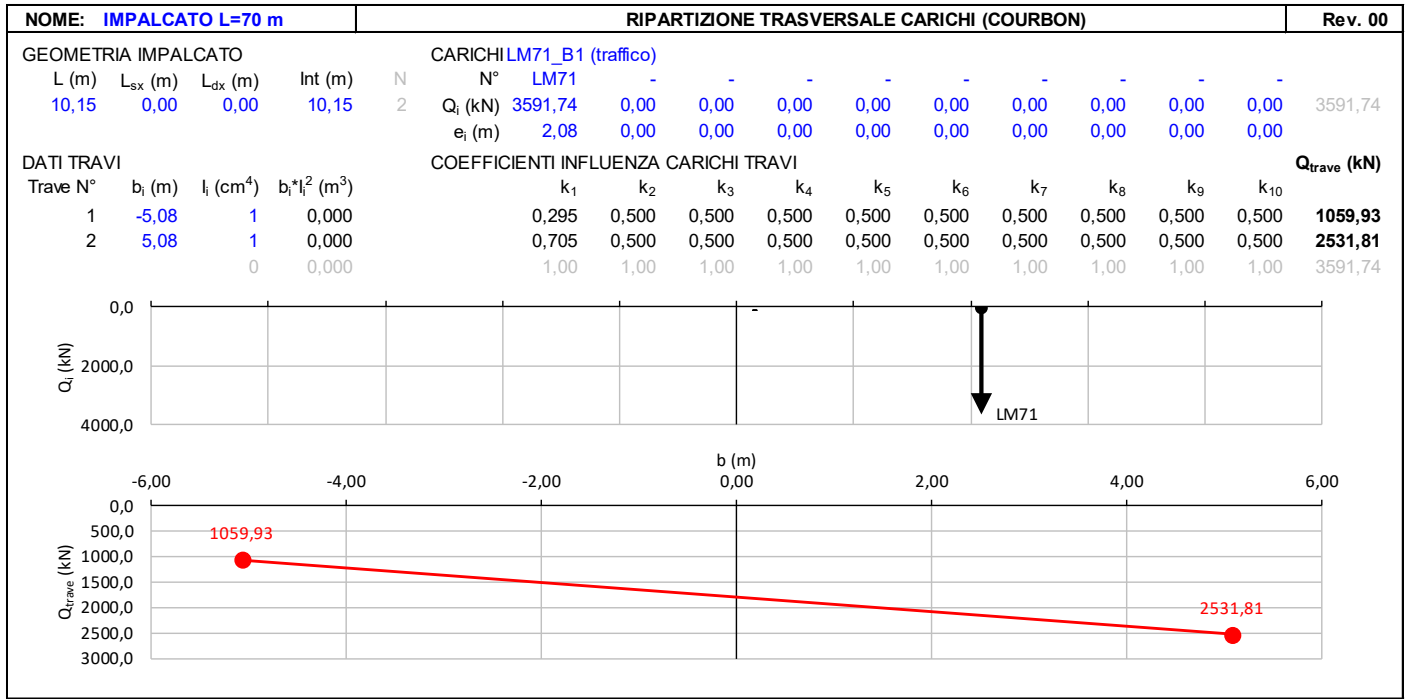 NOME: IMPALCATO L=70 m RIPARTIZIONE TRASVERSALE CARICHI (COURBON) Rev. 00
GEOMETRIA IMPALCATO CARICHI LM71_B1 (traffico)
L (m) Lsx (m) Ldx (m) Int (m) N N° LM71 - - - - - - - - -
10,15 0,00 0,00 10,15 2 Qi (kN) 3591,74 0,00 0,00 0,00 0,00 0,00 0,00 0,00 0,00 0,00 3591,74
ei (m) 2,08 0,00 0,00 0,00 0,00 0,00 0,00 0,00 0,00 0,00
DATI TRAVI COEFFICIENTI INFLUENZA CARICHI TRAVI Qtrave (kN)
Trave N° bi (m) Ii (cm4) bi*Ii2 (m3) k1 k2 k3 k4 k5 k6 k7 k8 k9 k10
1 -5,08 1 0,000 0,295 0,500 0,500 0,500 0,500 0,500 0,500 0,500 0,500 0,500 1059,93
2 5,08 1 0,000 0,705 0,500 0,500 0,500 0,500 0,500 0,500 0,500 0,500 0,500 2531,81
0 0,000 1,00 1,00 1,00 1,00 1,00 1,00 1,00 1,00 1,00 1,00 3591,74
0,0
-
Qi (kN)
2000,0
LM71
4000,0
b (m)
-6,00 -4,00 -2,00 0,00 2,00 4,00 6,00
0,0
500,0
1059,93
1000,0
Qtrave (kN)
1500,0
2000,0
2531,81
2500,0
3000,0